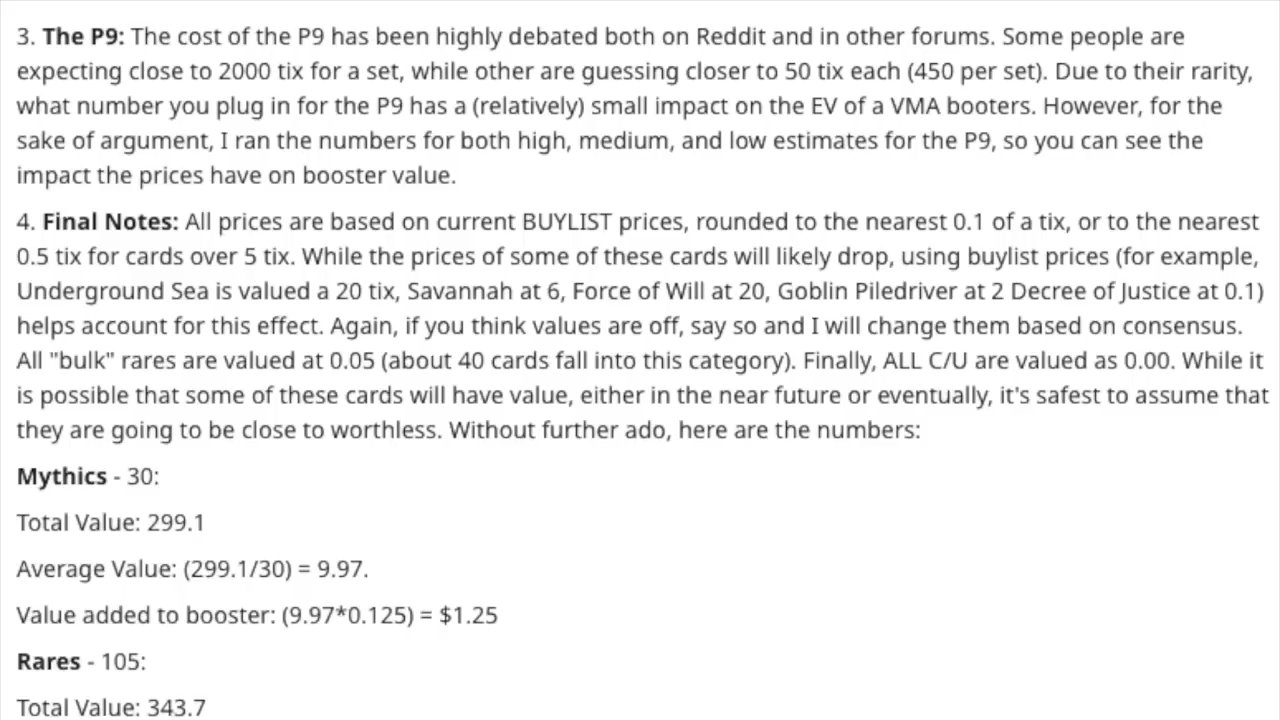 3. The P9: The cost of the P9 has been highly debated both on Reddit and in other forums. Some people are
expecting close to 2000 tix for a set, while other are guessing closer to 50 tix each (450 per set). Due to their rarity,
what number you plug in for the P9 has a (relatively) small impact on the EV of a VMA booters. However, for the
sake of argument, I ran the numbers for both high, medium, and low estimates for the P9, so you can see the
impact the prices have on booster value.
4. Final Notes: All prices are based on current BUYLIST prices, rounded to the nearest 0.1 of a tix, or to the nearest
0.5 tix for cards over 5 tix. While the prices of some of these cards will likely drop, using buylist prices (for example,
Underground Sea is valued a 20 tix, Savannah at 6, Force of Will at 20, Goblin Piledriver at 2 Decree of Justice at 0.1)
helps account for this effect. Again, if you think values are off, say so and I will change them based on consensus.
All "bulk" rares are valued at 0.05 (about 40 cards fall into this category). Finally, ALL C/U are valued as 0.00. While it
is possible that some of these cards will have value, either in the near future or eventually, it's safest to assume that
they are going to be close to worthless. Without further ado, here are the numbers:
Mythics - 30:
Total Value: 299.1
Average Value: (299.1/30) = 9.97.
Value added to booster: (9.97*0.125) = $1.25
Rares - 105:
Total Value: 343.7